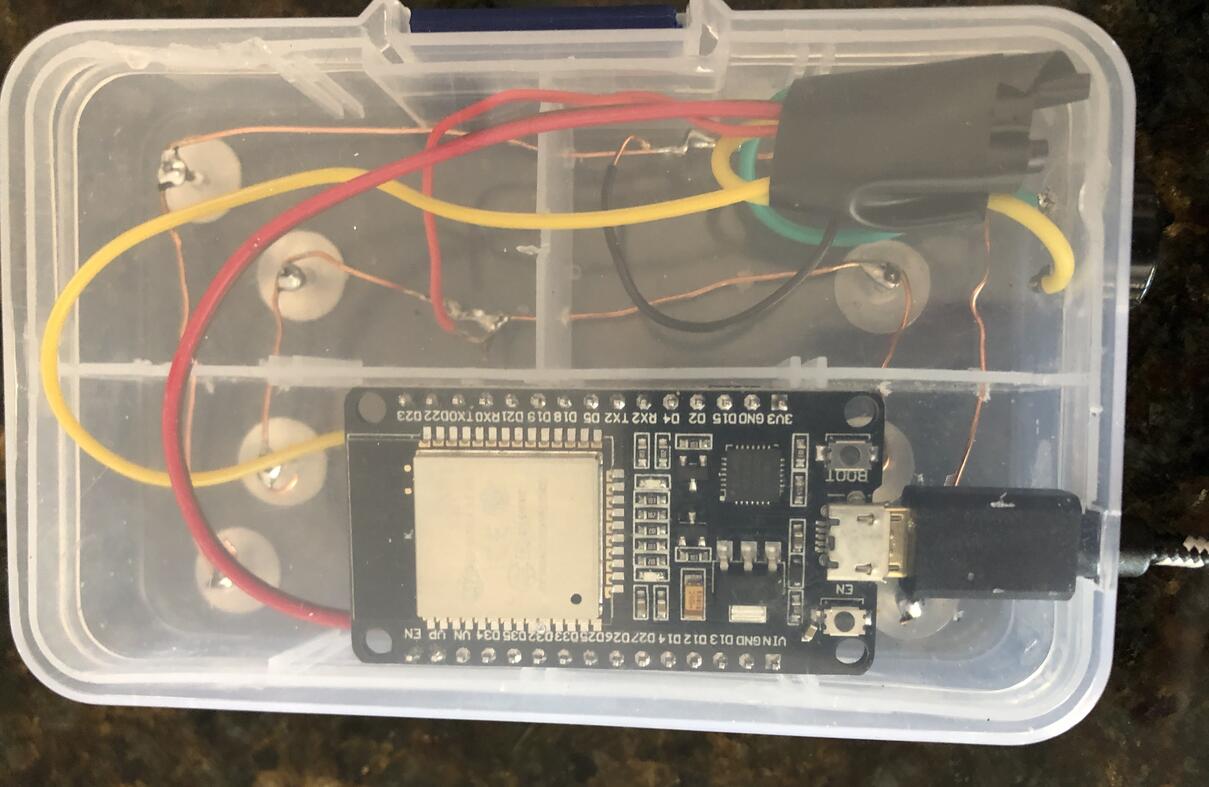 3V3 GND D15 D2 D4 RX2 TX2 D5 D18 D19 D21 RX0 TX0 D22 D23
BOOT
EN
VIN GND D13 D12 D14 D27 D26 D25 D33 D32 D35 D34 VN VP EN